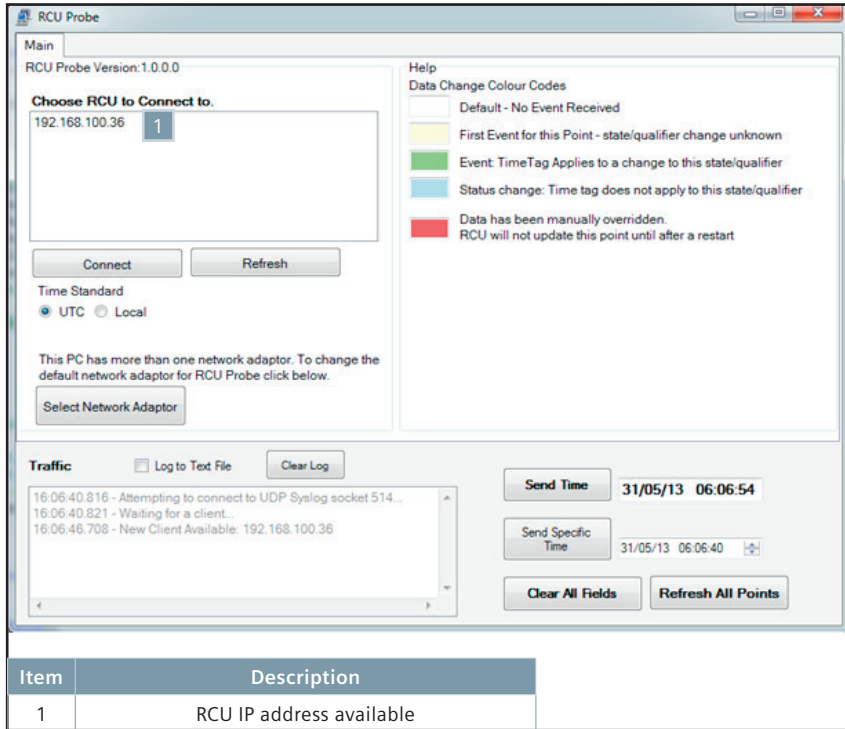 RCU Probe
Main
RCU Probe Version:1.0.0.0
Choose RCU to Connect to.
192.168.100.36
1
Connect
Refresh
Time Standard
UTC
Local
This PC has more than one network adaptor. To change the
default network adaptor for RCU Probe click below.
Select Network Adaptor
Help
Data Change Colour Codes
Default - No Event Received
First Event for this Point - state/qualifier change unknown
Event: TimeTag Applies to a change to this state/qualifier
Status change: Time tag does not apply to this state/qualifier
Data has been manually overridden.
RCU will not update this point until after a restart
Traffic
Log to Text File
Clear Log
16:06:40.816 - Attempting to connect to UDP Syslog socket 514...
16:06:40.821 - Waiting for a client...
16:06:46.708 - New Client Available: 192.168.100.36
Send Time
31/05/13 06:06:54
Send Specific
Time
31/05/13 06:06:40
Clear All Fields
Refresh All Points
Item Description
1 RCU IP address available